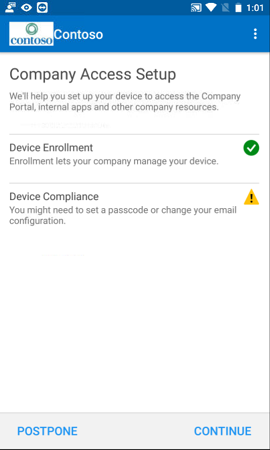 1:01
contoso
Contoso
Company Access Setup
We'll help you set up your device to access the Company
Portal, internal apps and other company resources.
Device Enrollment
Enrollment lets your company manage your device.
Device Compliance
You might need to set a passcode or change your email
configuration.
POSTPONE
CONTINUE